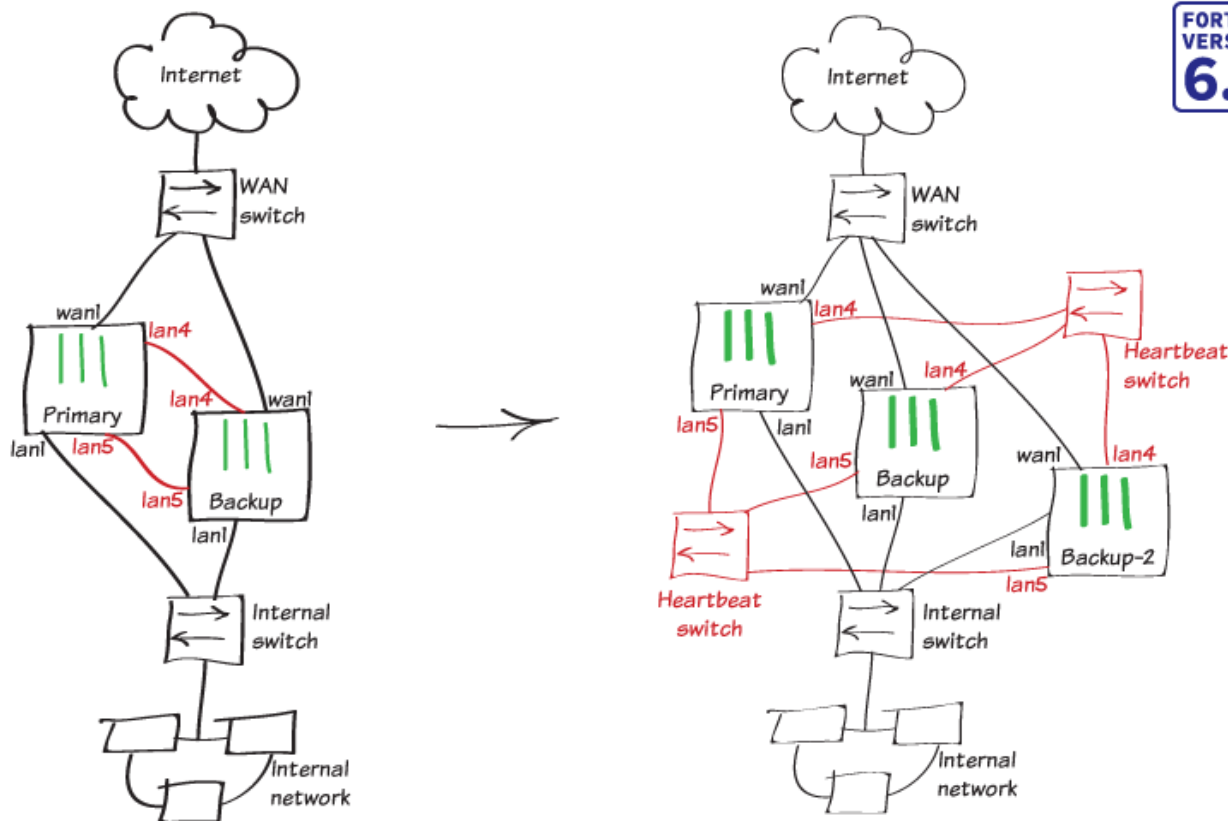 Internet
WAN
switch
wan1
lan4
Primary
lan1
lan5
lan4
wan1
lan5
Backup
lan1
Internal
switch
Internal
network
Internet
WAN
switch
wan1
lan4
Primary
lan5
lan1
Heartbeat
switch
lan4
wan1
lan5
Backup
lan1
wan1
lan4
lan1
Backup-2
lan5
Heartbeat
switch
Internal
switch
Internal
network
FORT
VERS
6.